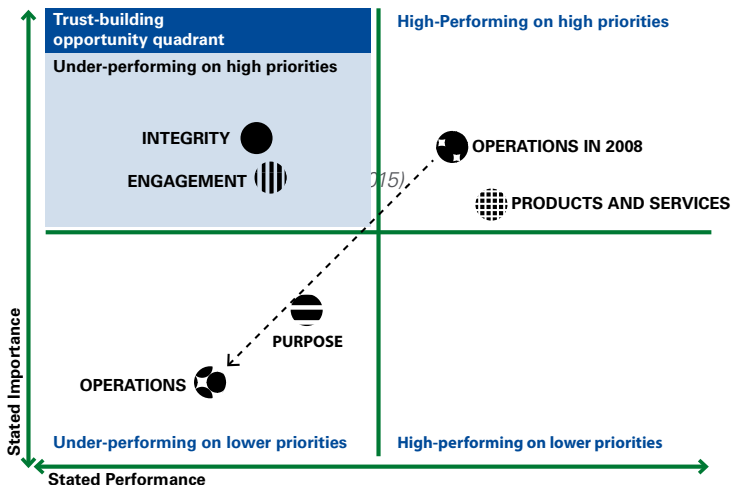 Trust-building
opportunity quadrant
Under-performing on high priorities
High-Performing on high priorities
INTEGRITY
ENGAGEMENT
015)
OPERATIONS IN 2008
PRODUCTS AND SERVICES
PURPOSE
OPERATIONS
Under-performing on lower priorities
High-performing on lower priorities
Stated Importance
Stated Performance